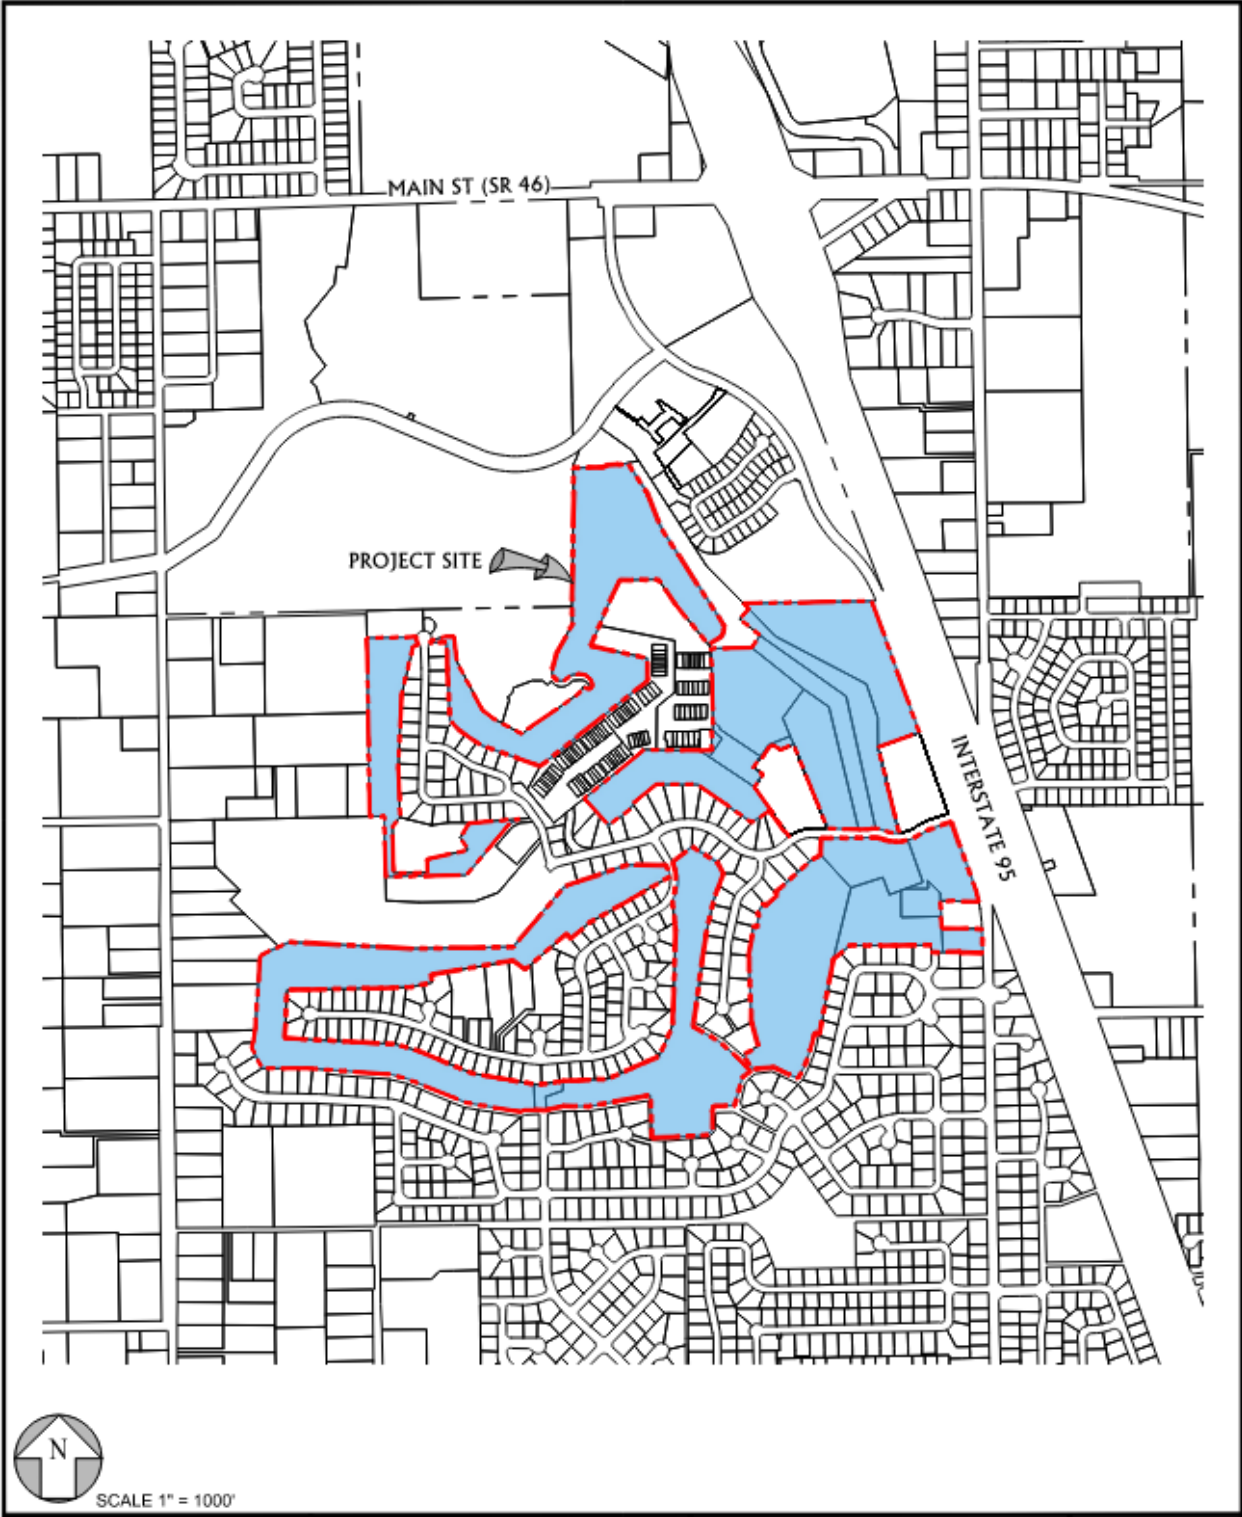 MAIN ST (SR 46)
PROJECT SITE
INTERSTATE 95
N
SCALE 1" = 1000'